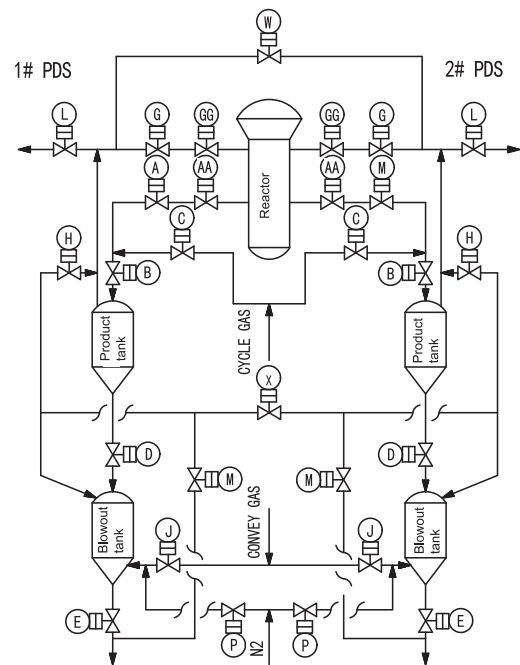 W
1# PDS
2# PDS
L
G
GG
GG
G
L
A
AA
Reactor
AA
M
C
C
H
B
B
H
Product
tank
CYCLE GAS
Product
tank
X
D
D
M
M
Blowout
tank
J
CONVEY GAS
J
Blowout
tank
E
P
N2
P
E